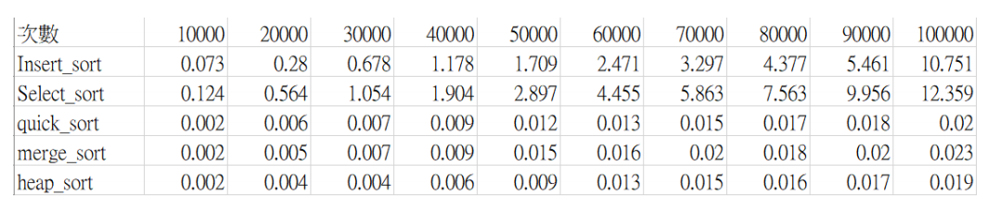 次數 10000 20000 30000 40000 50000 60000 70000 80000 90000 100000
Insert_sort 0.073 0.28 0.678 1.178 1.709 2.471 3.297 4.377 5.461 10.751
Select_sort 0.124 0.564 1.054 1.904 2.897 4.455 5.863 7.563 9.956 12.359
quick_sort 0.002 0.006 0.007 0.009 0.012 0.013 0.015 0.017 0.018 0.02
merge_sort 0.002 0.005 0.007 0.009 0.015 0.016 0.02 0.018 0.02 0.023
heap_sort 0.002 0.004 0.004 0.006 0.009 0.013 0.015 0.016 0.017 0.019